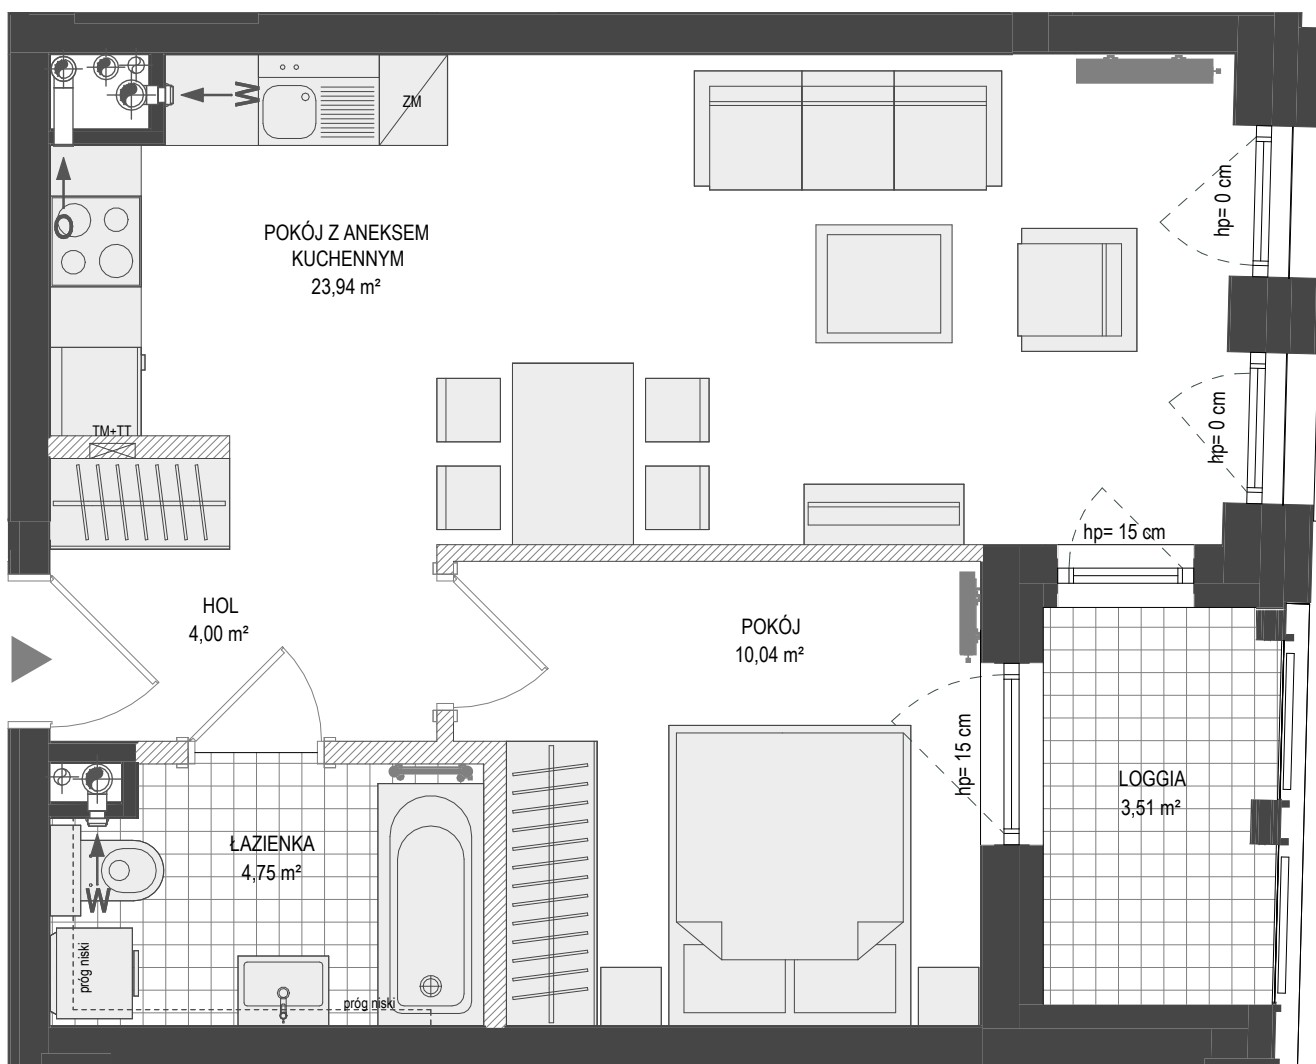 W
ZM
POKÓJ Z ANEKSEM
KUCHENNYM
23,94 m²
hp= 0 cm
hp= 0 cm
TM+TT
hp= 15 cm
HOL
4,00 m²
POKÓJ
10,04 m²
hp= 15 cm
LOGGIA
3,51 m²
ŁAZIENKA
4,75 m²
W
próg niski
próg niski